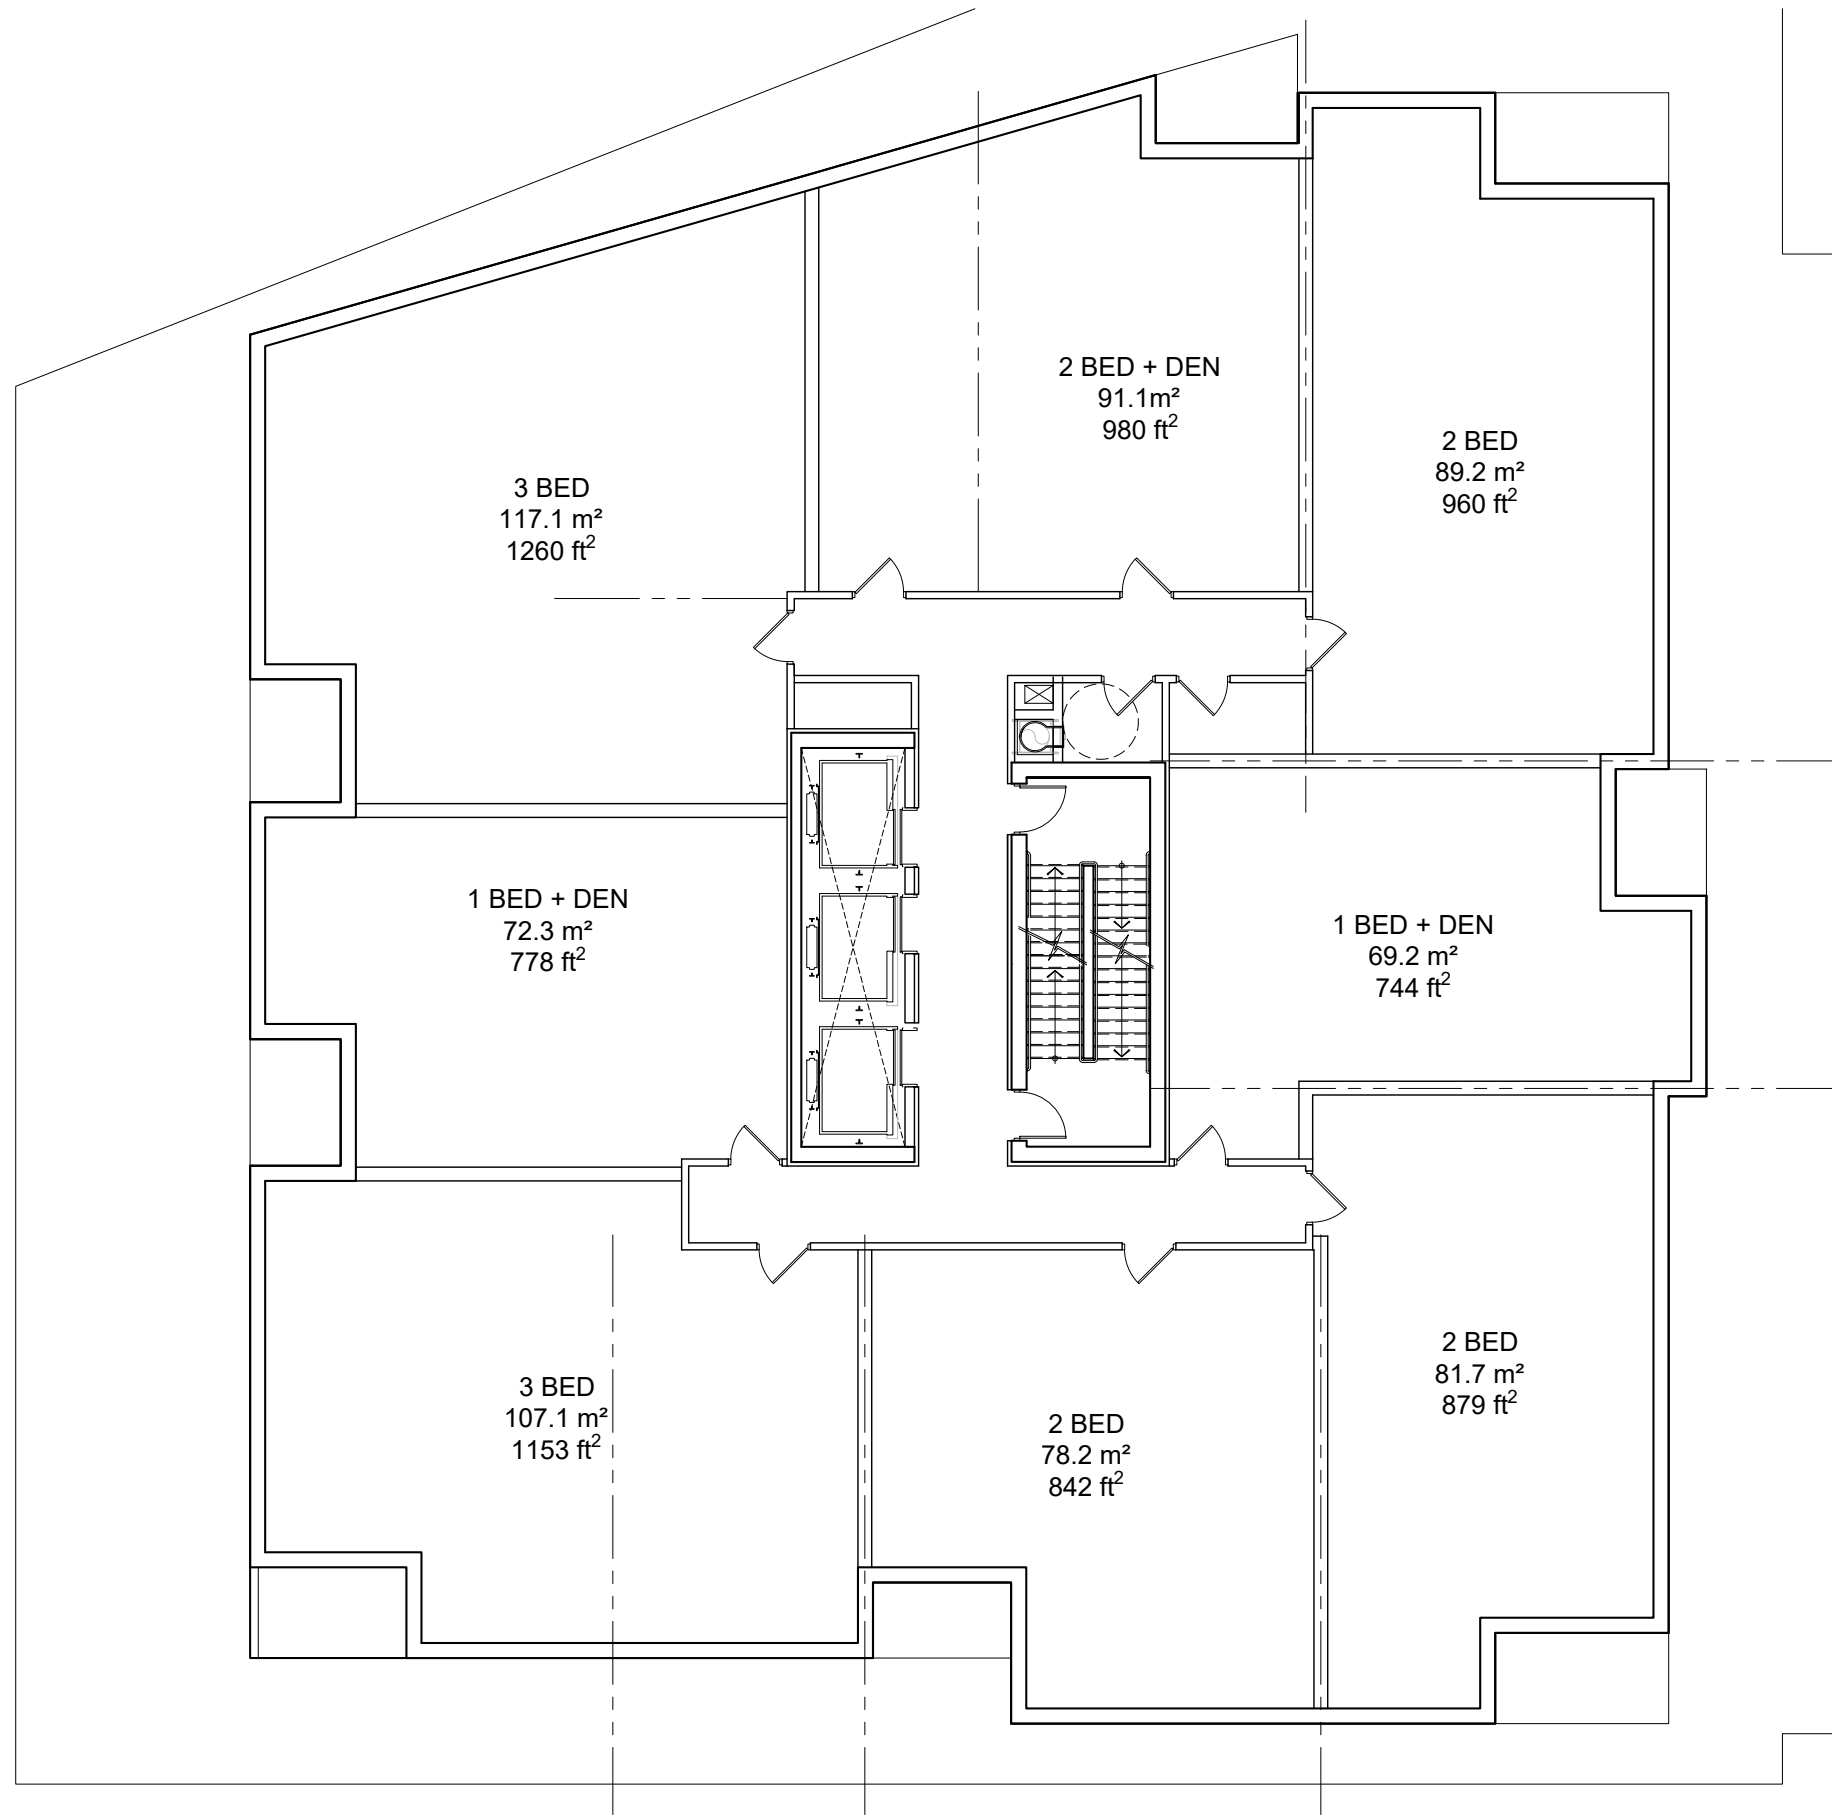 2 BED + DEN
91.1m²
980 ft²
2 BED
89.2 m²
960 ft²
3 BED
117.1 m²
1260 ft²
1 BED + DEN
72.3 m²
778 ft²
1 BED + DEN
69.2 m²
744 ft²
2 BED
81.7 m²
879 ft²
3 BED
107.1 m²
1153 ft²
2 BED
78.2 m²
842 ft²